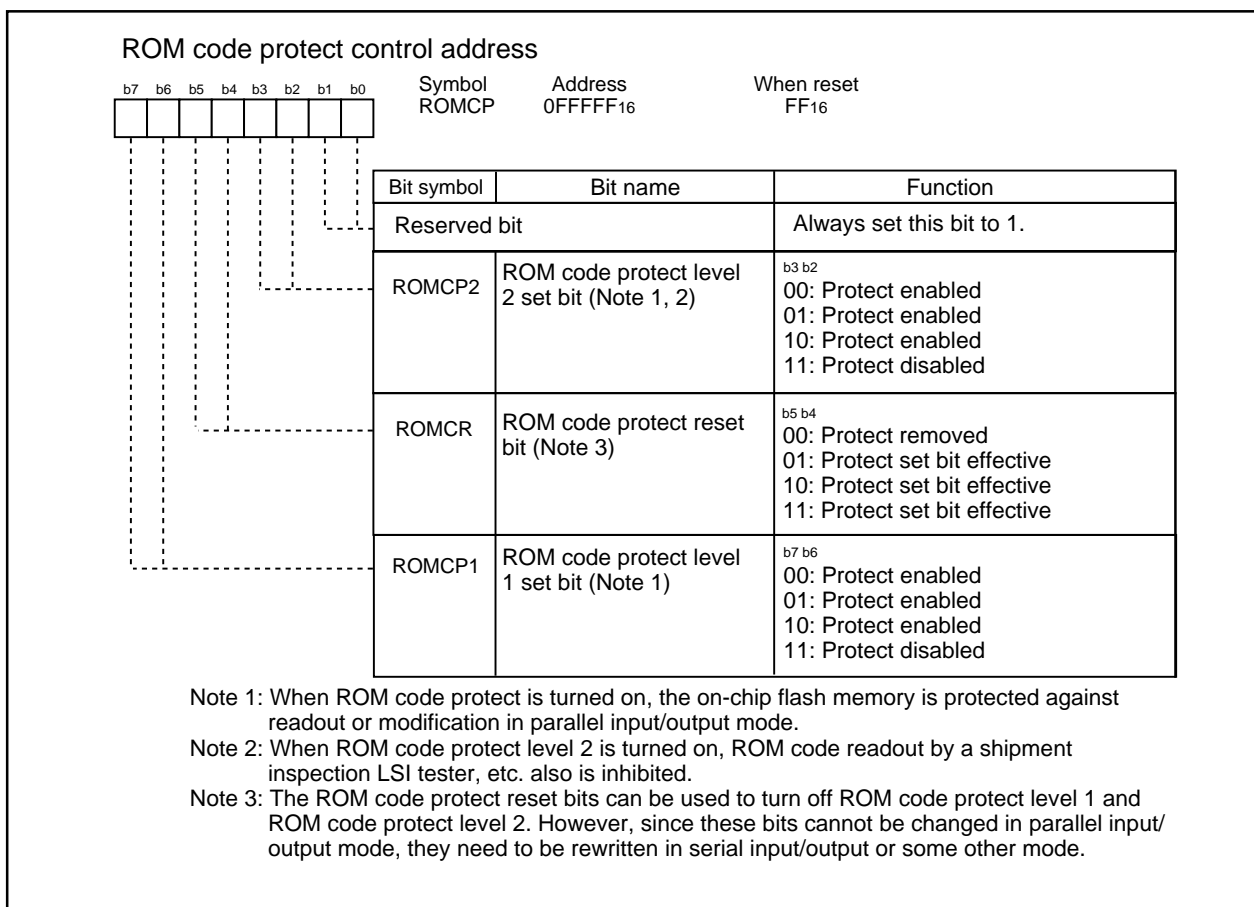 ROM code protect control address
b7 b6 b5 b4 b3 b2 b1 b0
Symbol Address When reset
ROMCP 0FFFFF16 FF16
Bit symbol Bit name Function
Reserved bit Always set this bit to 1.
ROMCP2
ROM code protect level
2 set bit (Note 1, 2)
b3 b2
00: Protect enabled
01: Protect enabled
10: Protect enabled
11: Protect disabled
ROMCR
ROM code protect reset
bit (Note 3)
b5 b4
00: Protect removed
01: Protect set bit effective
10: Protect set bit effective
11: Protect set bit effective
ROMCP1
ROM code protect level
1 set bit (Note 1)
b7 b6
00: Protect enabled
01: Protect enabled
10: Protect enabled
11: Protect disabled
Note 1: When ROM code protect is turned on, the on-chip flash memory is protected against
readout or modification in parallel input/output mode.
Note 2: When ROM code protect level 2 is turned on, ROM code readout by a shipment
inspection LSI tester, etc. also is inhibited.
Note 3: The ROM code protect reset bits can be used to turn off ROM code protect level 1 and
ROM code protect level 2. However, since these bits cannot be changed in parallel input/
output mode, they need to be rewritten in serial input/output or some other mode.